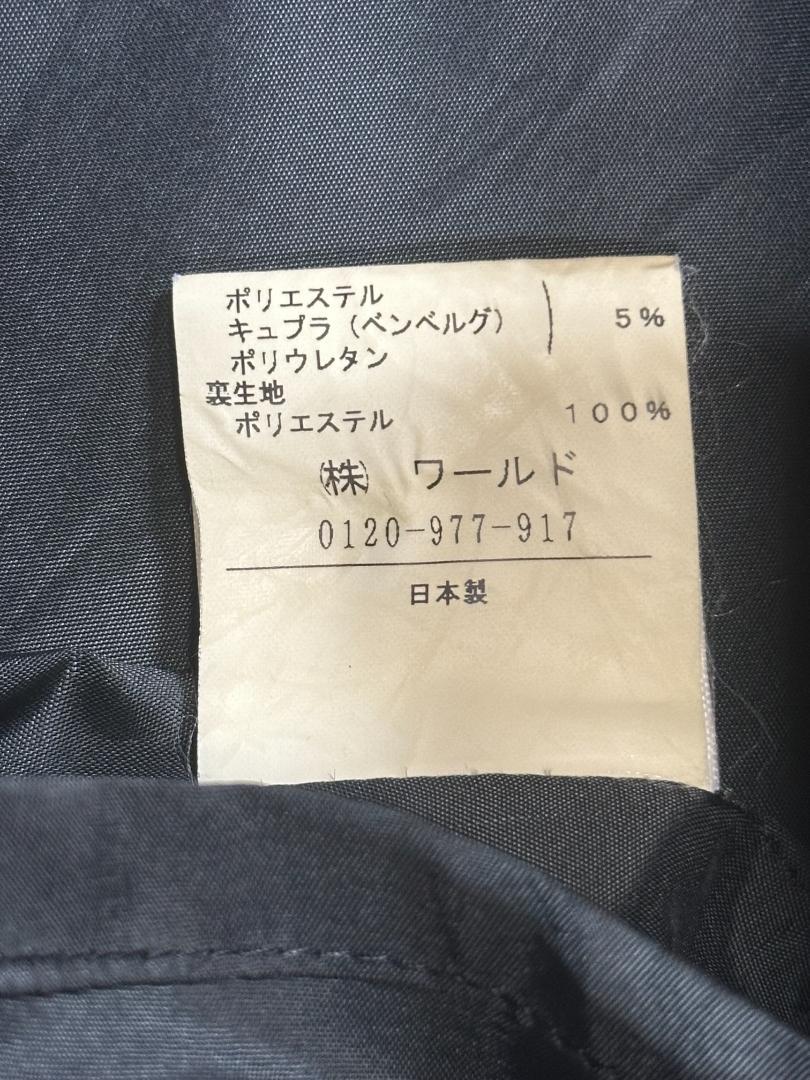 ポリエステル
キュプラ（ベンベルグ） 5%
ポリウレタン
裏生地
ポリエステル 100%
㈱ ワールド
0120-977-917
日本製